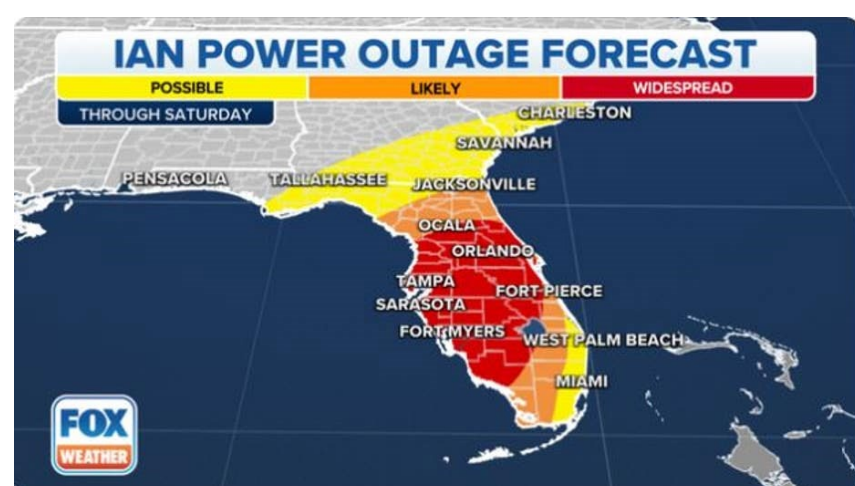 IAN POWER OUTAGE FORECAST
POSSIBLE LIKELY WIDESPREAD
THROUGH SATURDAY
CHARLESTON
SAVANNAH
PENSACOLA TALLAHASSEE JACKSONVILLE
OCALA
ORLANDO
TAMPA
FORT PIERCE
SARASOTA
FORT MYERS
WEST PALM BEACH
MIAMI
FOX
WEATHER